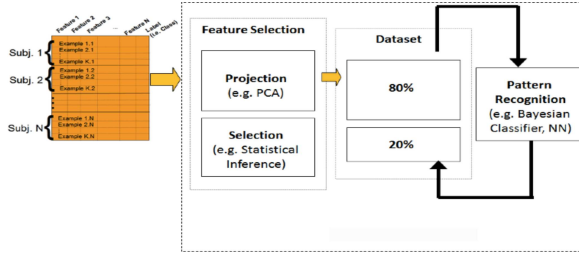 Feature 1
Feature 2
Feature 3
...
Feature N
Label
(i.e. Class)
Subj. 1
Example 1.1
Example 2.1
Example K.1
Subj. 2
Example 1.2
Example 2.2
Example K.2
Subj. N
Example 1.N
Example 2.N
Example K.N
Feature Selection
Projection
(e.g. PCA)
Selection
(e.g. Statistical
Inference)
Dataset
80%
20%
Pattern
Recognition
(e.g. Bayesian
Classifier, NN)